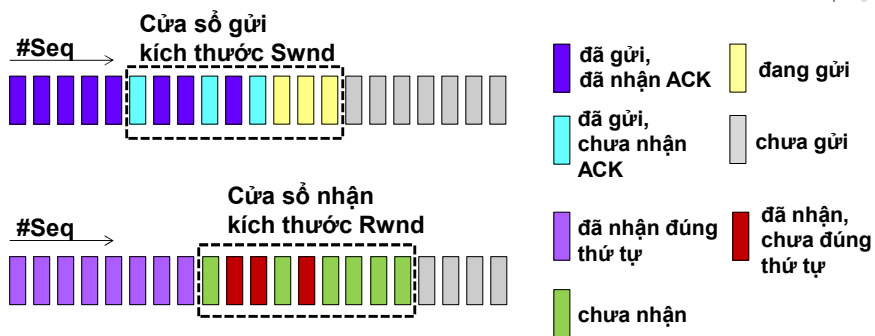 Cửa sổ gửi
kích thước Swnd
#Seq
Cửa sổ nhận
kích thước Rwnd
#Seq
đã gửi,
đã nhận ACK
đang gửi
đã gửi,
chưa nhận
ACK
chưa gửi
đã nhận đúng
thứ tự
đã nhận,
chưa đúng
thứ tự
chưa nhận